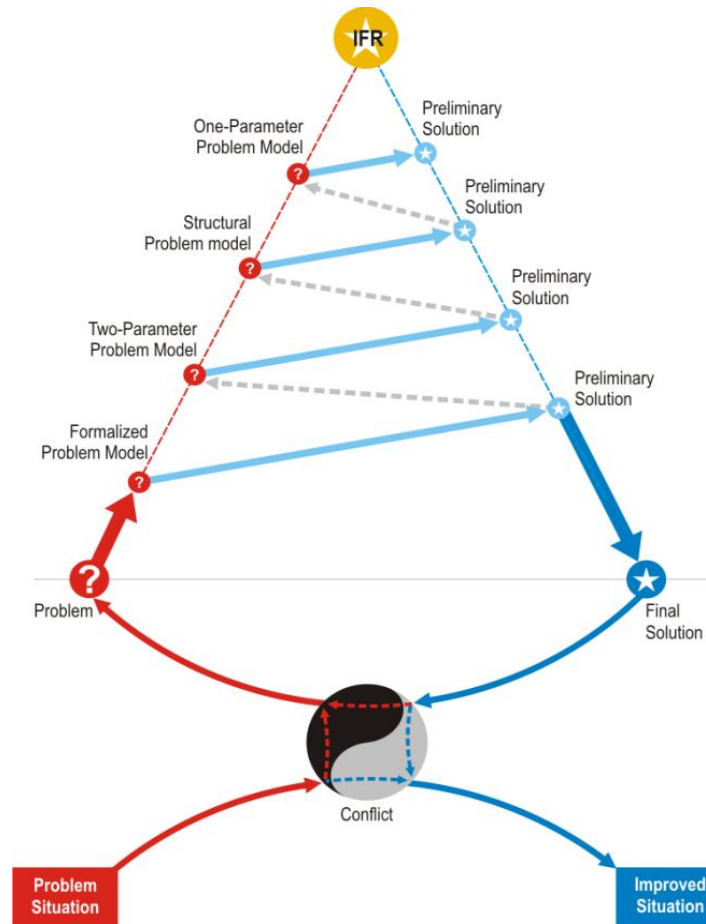 IFR
One-Parameter
Problem Model
Preliminary
Solution
Structural
Problem model
Preliminary
Solution
Two-Parameter
Problem Model
Preliminary
Solution
Formalized
Problem Model
Preliminary
Solution
?
?
?
?
?
Problem
Final
Solution
Conflict
Problem
Situation
Improved
Situation